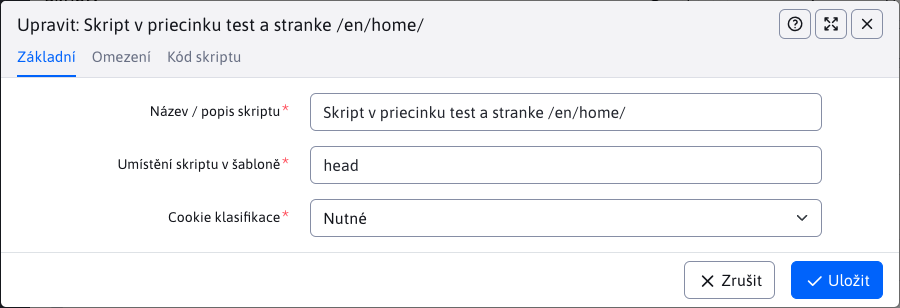 Upravit: Skript v priecinku test a stranke /en/home/
Základní Omezení Kód skriptu
Název / popis skriptu* Skript v priecinku test a stranke /en/home/
Umístění skriptu v šabloně* head
Cookie klasifikace* Nutné
Zrušit Uložit